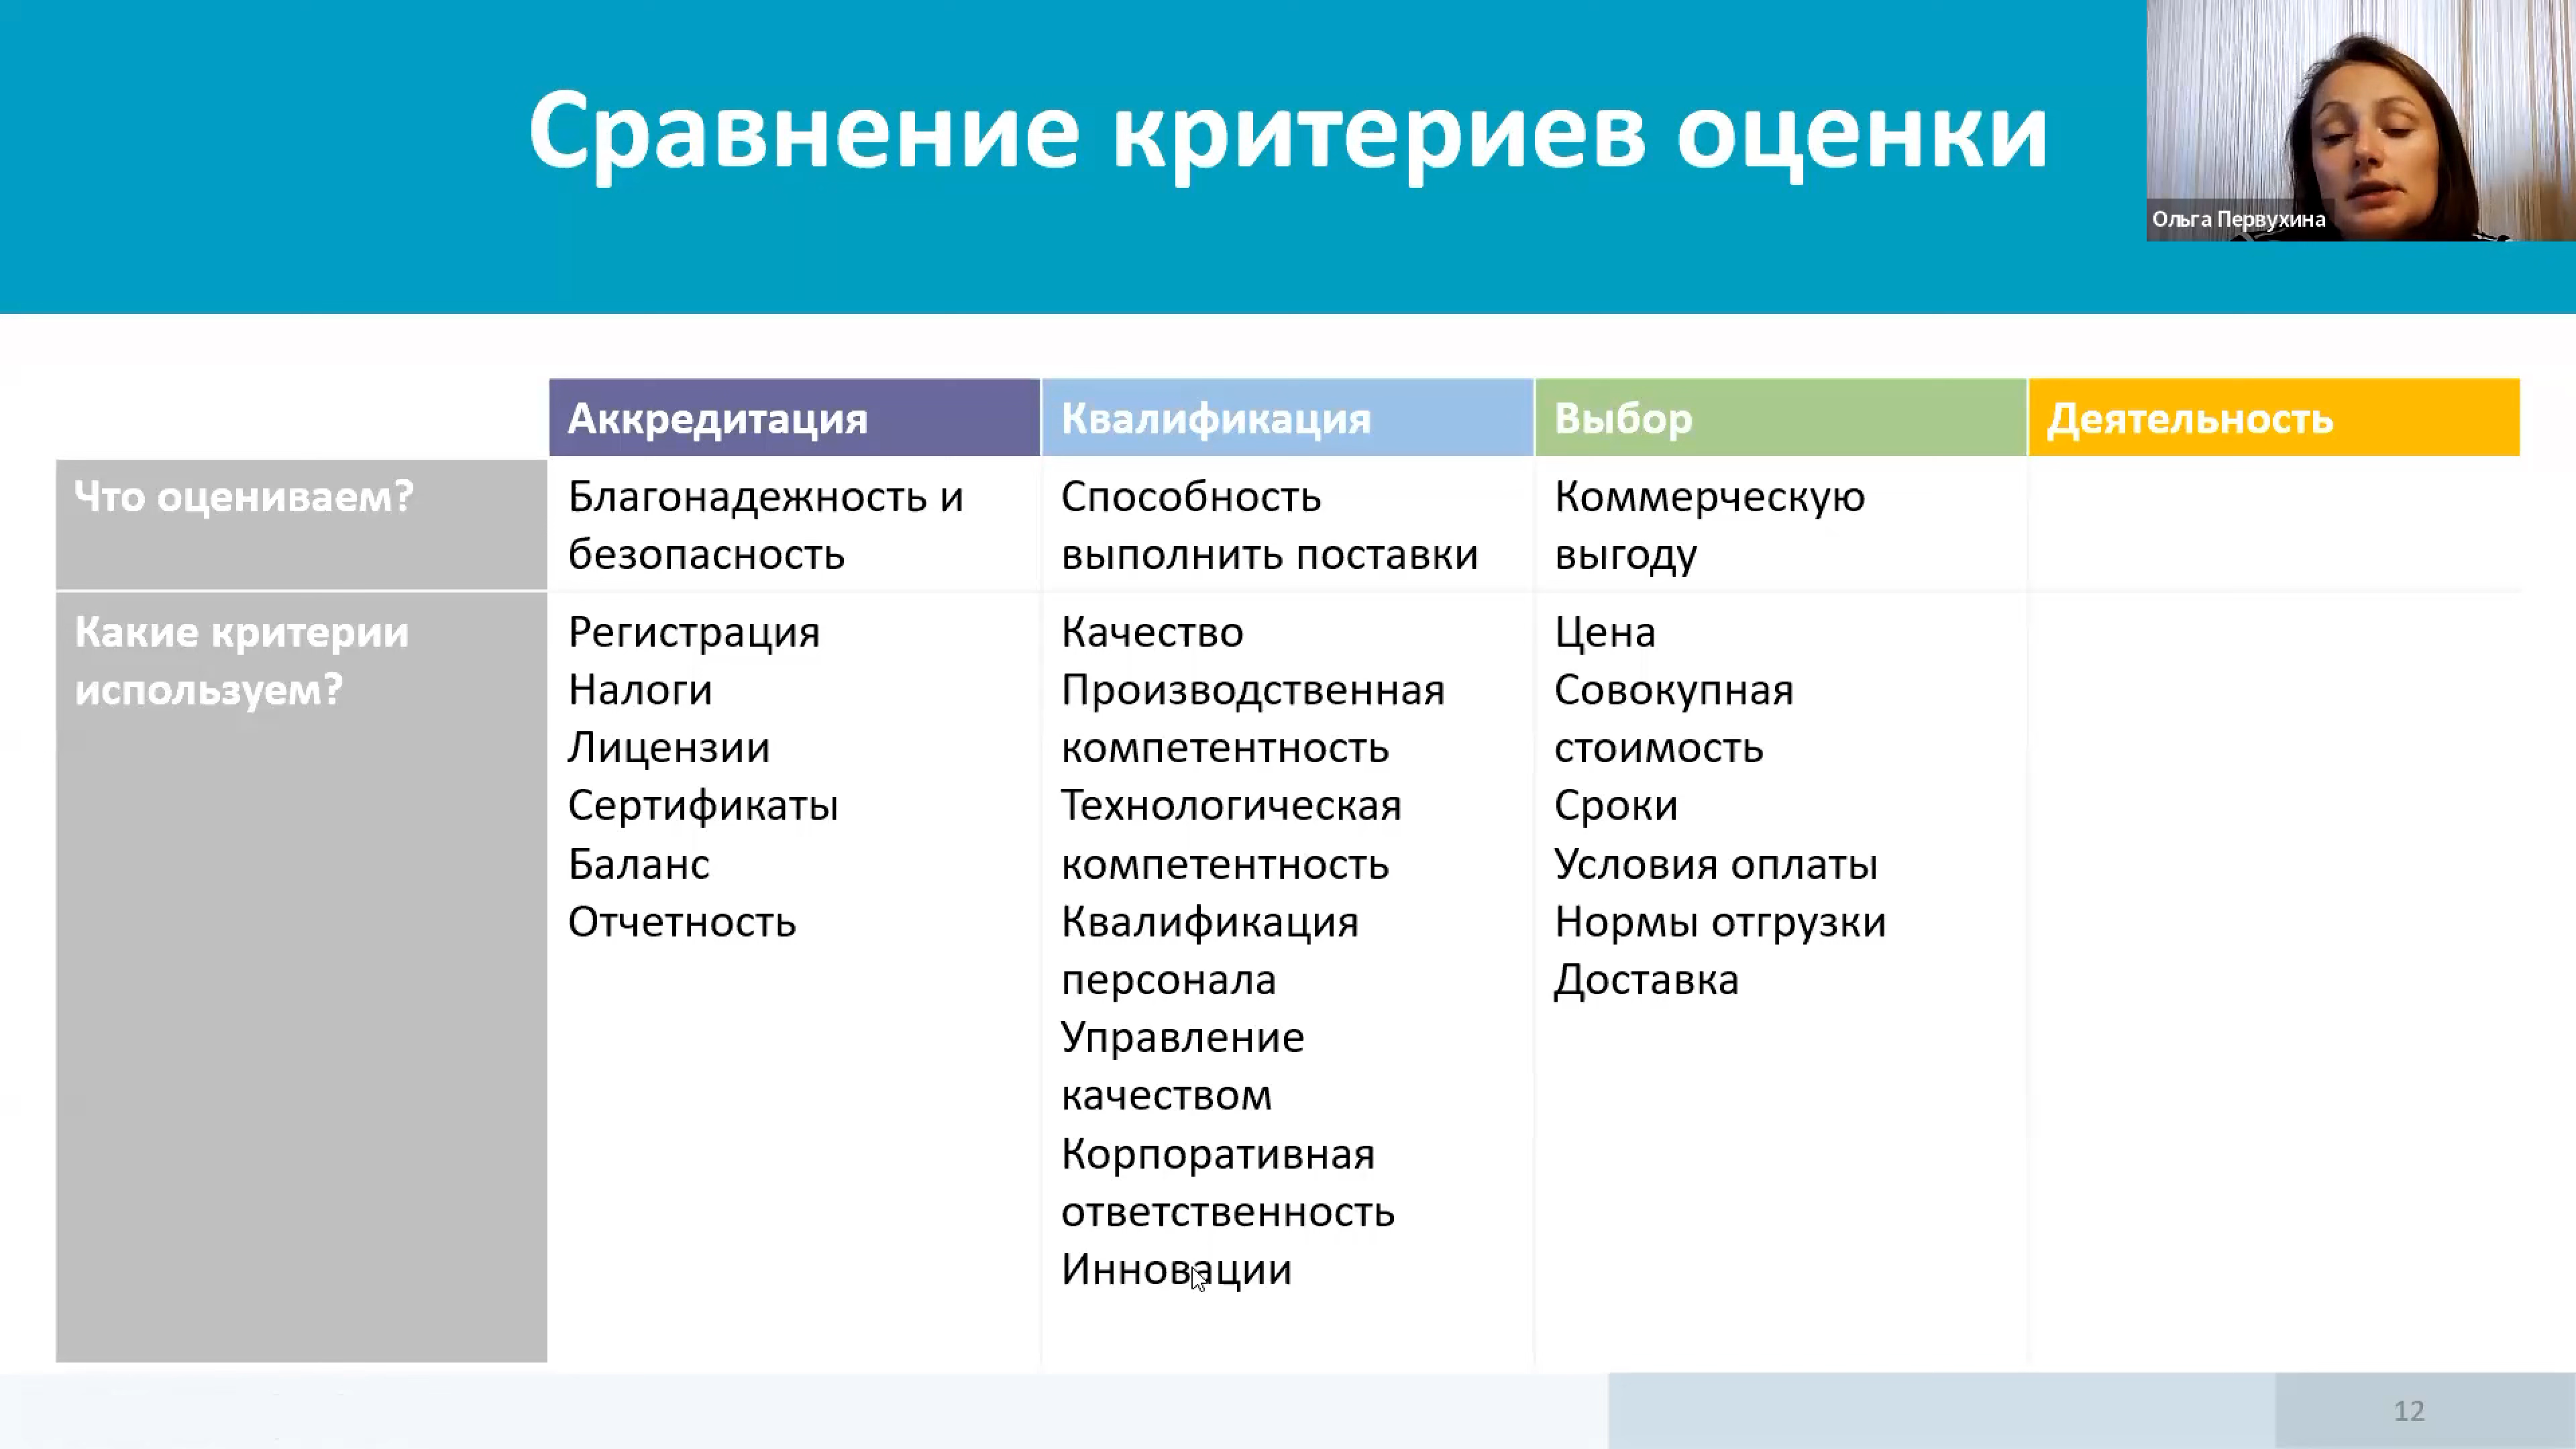 Сравнение критериев оценки
Ольга Первухина
Аккредитация
Квалификация
Выбор
Деятельность
Что оцениваем?
Благонадежность и
безопасность
Способность
выполнить поставки
Коммерческую
выгоду
Какие критерии
используем?
Регистрация
Налоги
Лицензии
Сертификаты
Баланс
Отчетность
Качество
Производственная
компетентность
Технологическая
компетентность
Квалификация
персонала
Управление
качеством
Корпоративная
ответственность
Инновации
Цена
Совокупная
стоимость
Сроки
Условия оплаты
Нормы отгрузки
Доставка
12